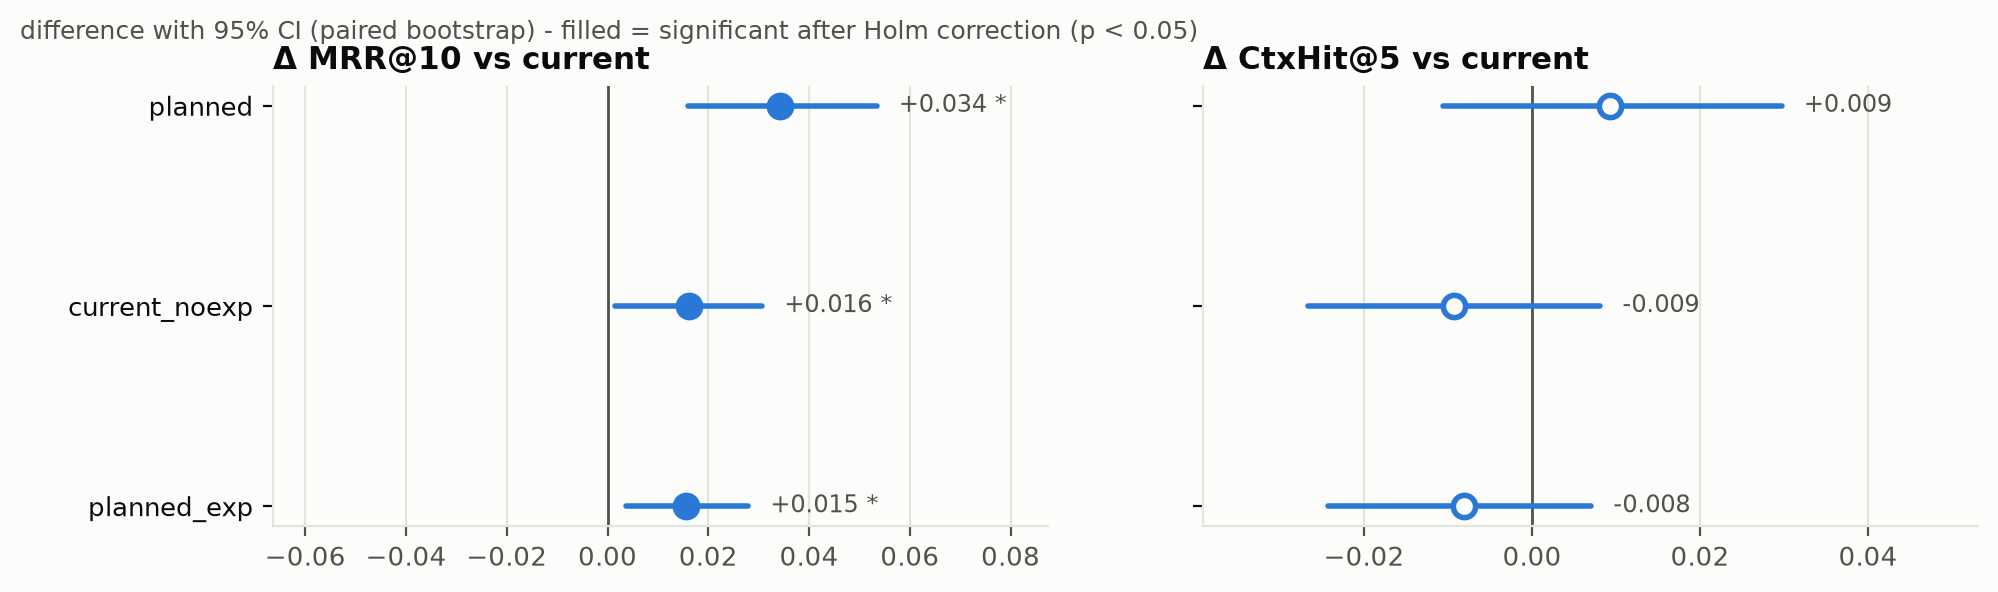 difference with 95% CI (paired bootstrap) - filled = significant after Holm correction (p < 0.05)
Δ MRR@10 vs current
planned
+0.034 *
current_noexp
+0.016 *
planned_exp
+0.015 *
−0.06 −0.04 −0.02 0.00 0.02 0.04 0.06 0.08
Δ CtxHit@5 vs current
+0.009
-0.009
-0.008
−0.02 0.00 0.02 0.04